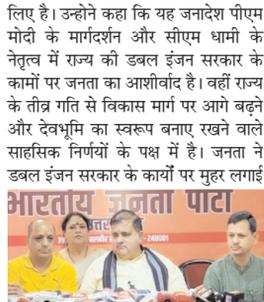 लिए है। उन्होंने कहा कि यह जनादेश पीएम
मोदी के मार्गदर्शन और सीएम धामी के
नेतृत्व में राज्य की डबल इंजन सरकार के
कामों पर जनता का आशीर्वाद है। वहीं राज्य
के तीव्र गति से विकास मार्ग पर आगे बढ़ने
और देवभूमि का स्वरूप बनाए रखने वाले
साहसिक निर्णयों के पक्ष में है। जनता ने
डबल इंजन सरकार के कार्यों पर मुहर लगाई
भारतीय जनता पार्टी
248001